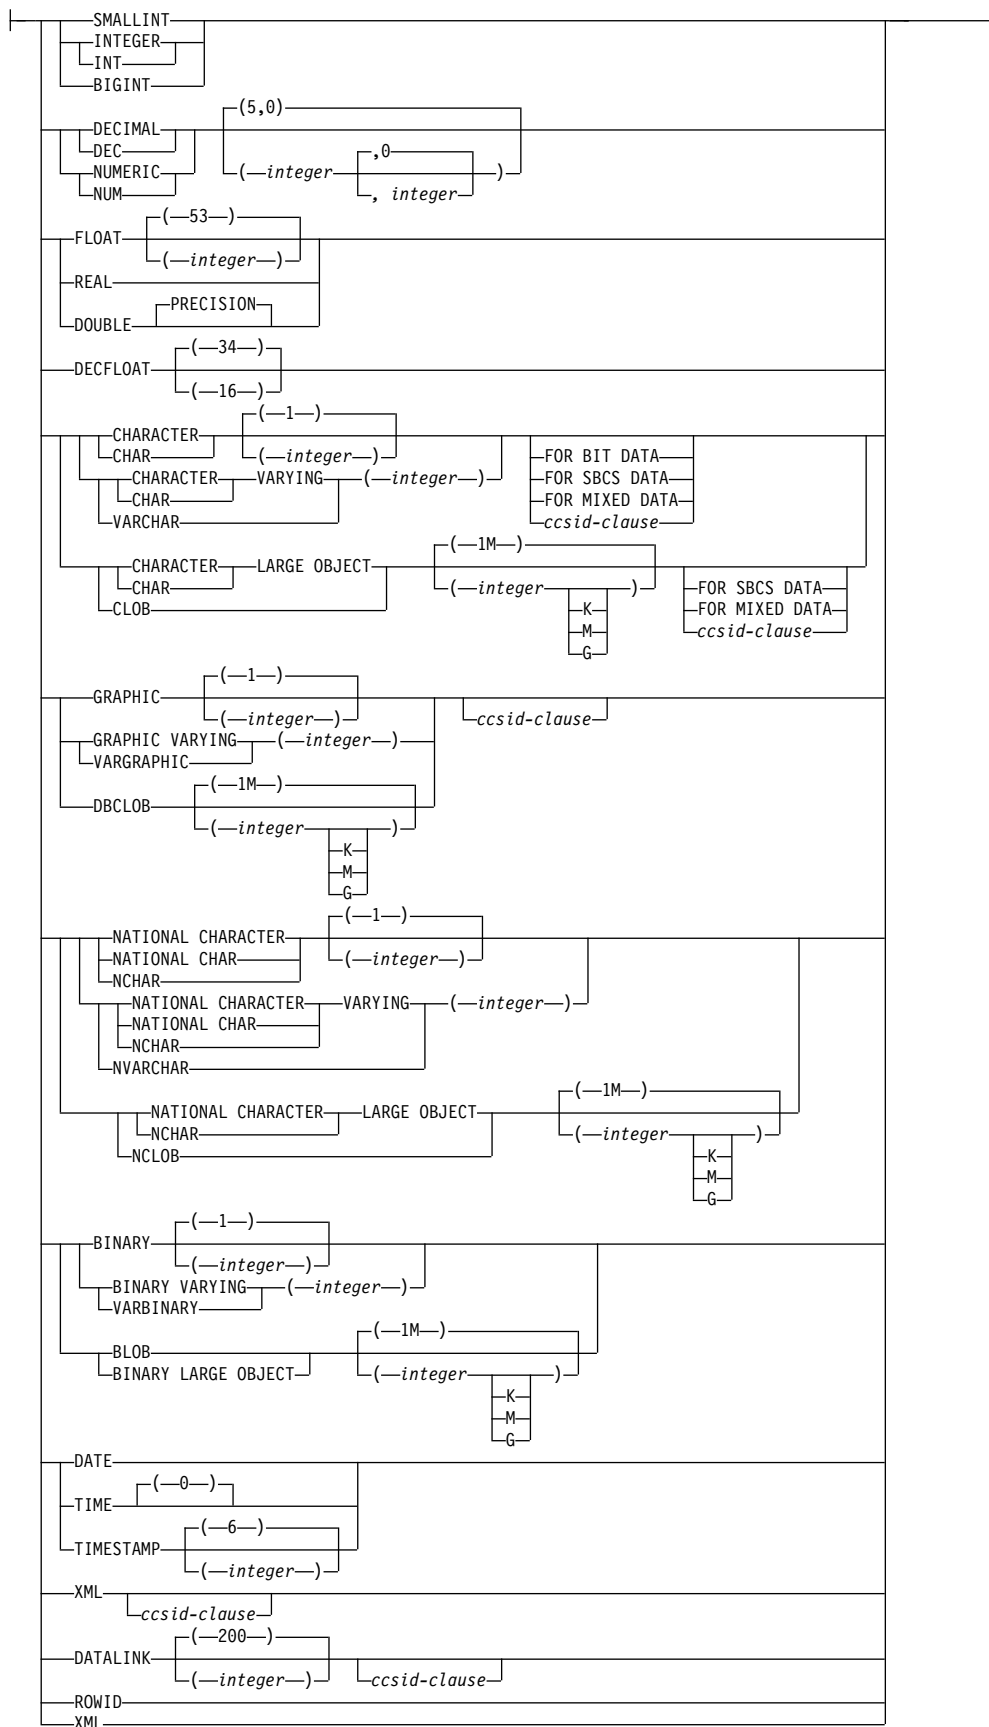 SMALLINT
INTEGER
INT
BIGINT
(5,0)
DECIMAL
DEC
,0
NUMERIC ( integer )
NUM , integer
( 53 )
FLOAT
( integer )
REAL
PRECISION
DOUBLE
( 34 )
DECFLOAT
( 16 )
( 1 )
CHARACTER
CHAR ( integer ) FOR BIT DATA
CHARACTER VARYING ( integer ) FOR SBCS DATA
CHAR FOR MIXED DATA
VARCHAR ccsid-clause
( 1M )
CHARACTER LARGE OBJECT
CHAR ( integer ) FOR SBCS DATA
CLOB K FOR MIXED DATA
M ccsid-clause
G
( 1 )
GRAPHIC
( integer ) ccsid-clause
GRAPHIC VARYING ( integer )
VARGRAPHIC
( 1M )
DBCLOB
( integer )
K
M
G
( 1 )
NATIONAL CHARACTER
NATIONAL CHAR ( integer )
NCHAR
NATIONAL CHARACTER VARYING ( integer )
NATIONAL CHAR
NCHAR
NVARCHAR
( 1M )
NATIONAL CHARACTER LARGE OBJECT
NCHAR ( integer )
NCLOB K
M
G
( 1 )
BINARY
( integer )
BINARY VARYING ( integer )
VARBINARY
( 1M )
BLOB
BINARY LARGE OBJECT ( integer )
K
M
G
DATE
( 0 )
TIME
( 6 )
TIMESTAMP
( integer )
XML
ccsid-clause
( 200 )
DATALINK
( integer ) ccsid-clause
ROWID
XML